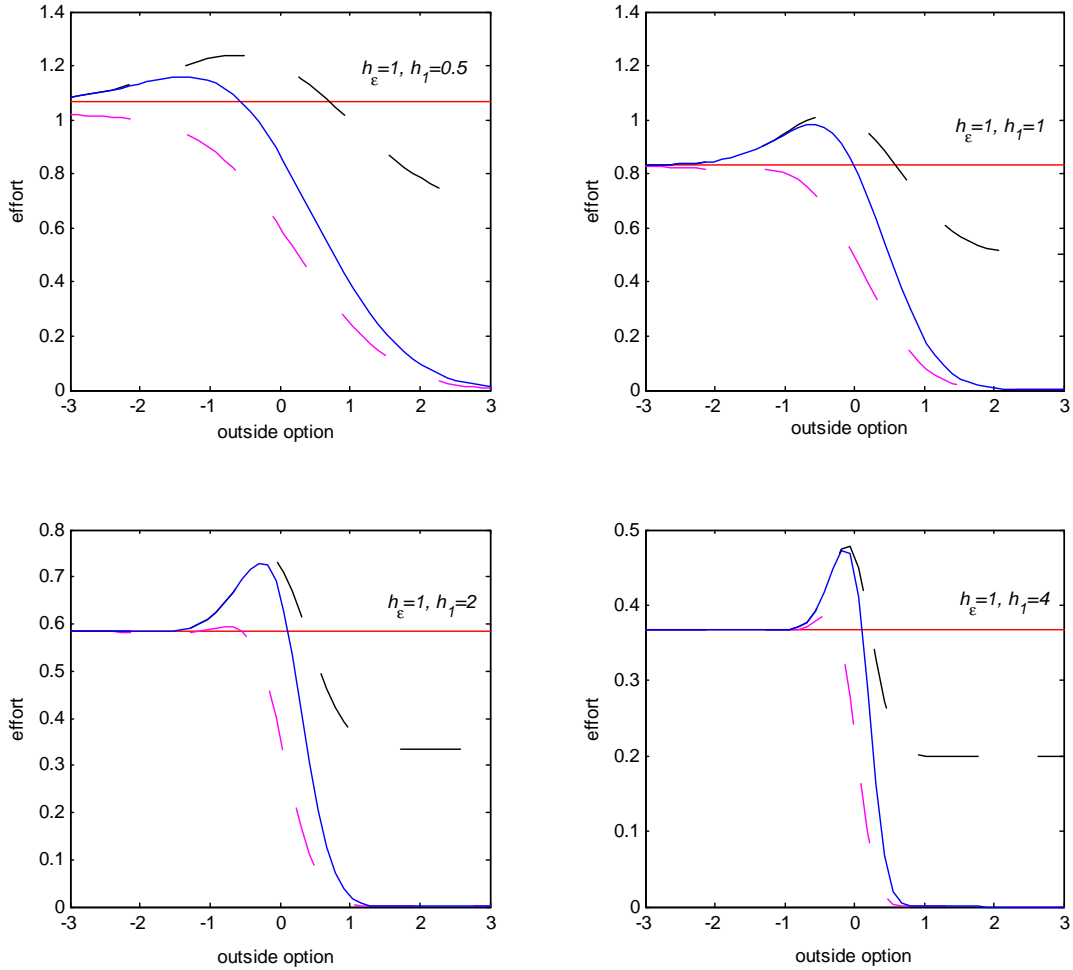 1.4
1.2
1
0.8
0.6
0.4
0.2
0
effort
hε=1, h1=0.5
-3 -2 -1 0 1 2 3
outside option
1.4
1.2
1
0.8
0.6
0.4
0.2
0
effort
hε=1, h1=1
-3 -2 -1 0 1 2 3
outside option
0.8
0.7
0.6
0.5
0.4
0.3
0.2
0.1
0
effort
hε=1, h1=2
-3 -2 -1 0 1 2 3
outside option
0.5
0.4
0.3
0.2
0.1
0
effort
hε=1, h1=4
-3 -2 -1 0 1 2 3
outside option